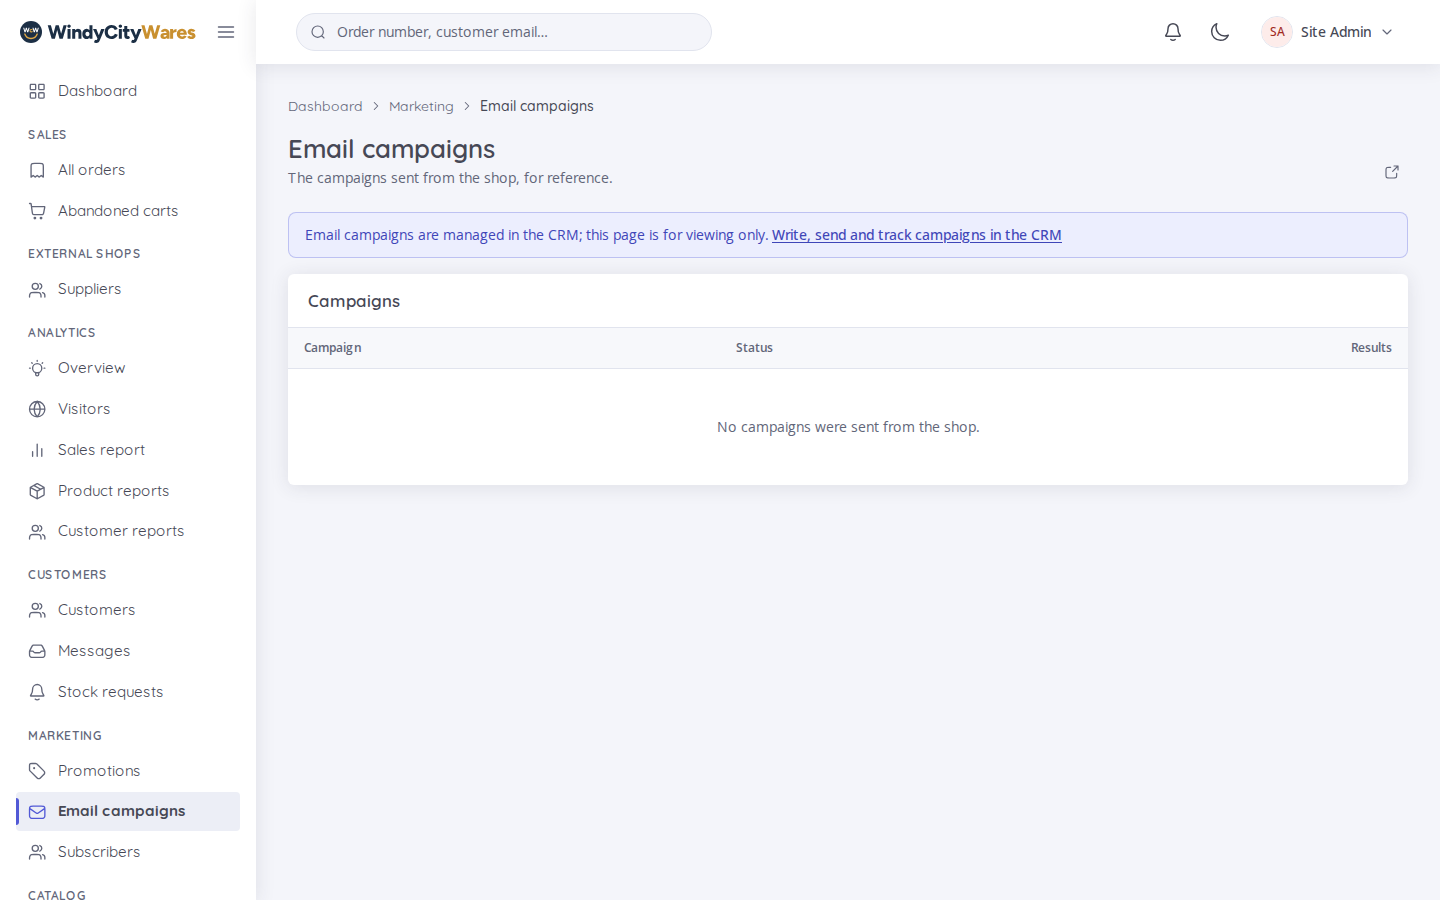 WCW WindyCityWares
Order number, customer email...
SA Site Admin
Dashboard
SALES
All orders
Abandoned carts
EXTERNAL SHOPS
Suppliers
ANALYTICS
Overview
Visitors
Sales report
Product reports
Customer reports
CUSTOMERS
Customers
Messages
Stock requests
MARKETING
Promotions
Email campaigns
Subscribers
CATALOG
Dashboard > Marketing > Email campaigns
Email campaigns
The campaigns sent from the shop, for reference.
Email campaigns are managed in the CRM; this page is for viewing only. Write, send and track campaigns in the CRM
Campaigns
Campaign Status Results
No campaigns were sent from the shop.